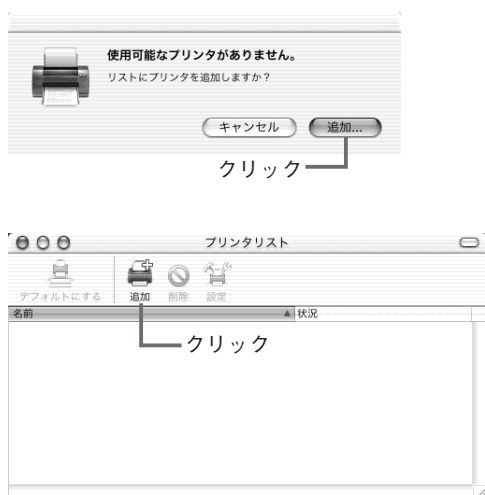 使用可能なプリンタがありません。
リストにプリンタを追加しますか？
キャンセル 追加...
クリック
プリンタリスト
デフォルトにする 追加 削除 設定
名前 状況
クリック